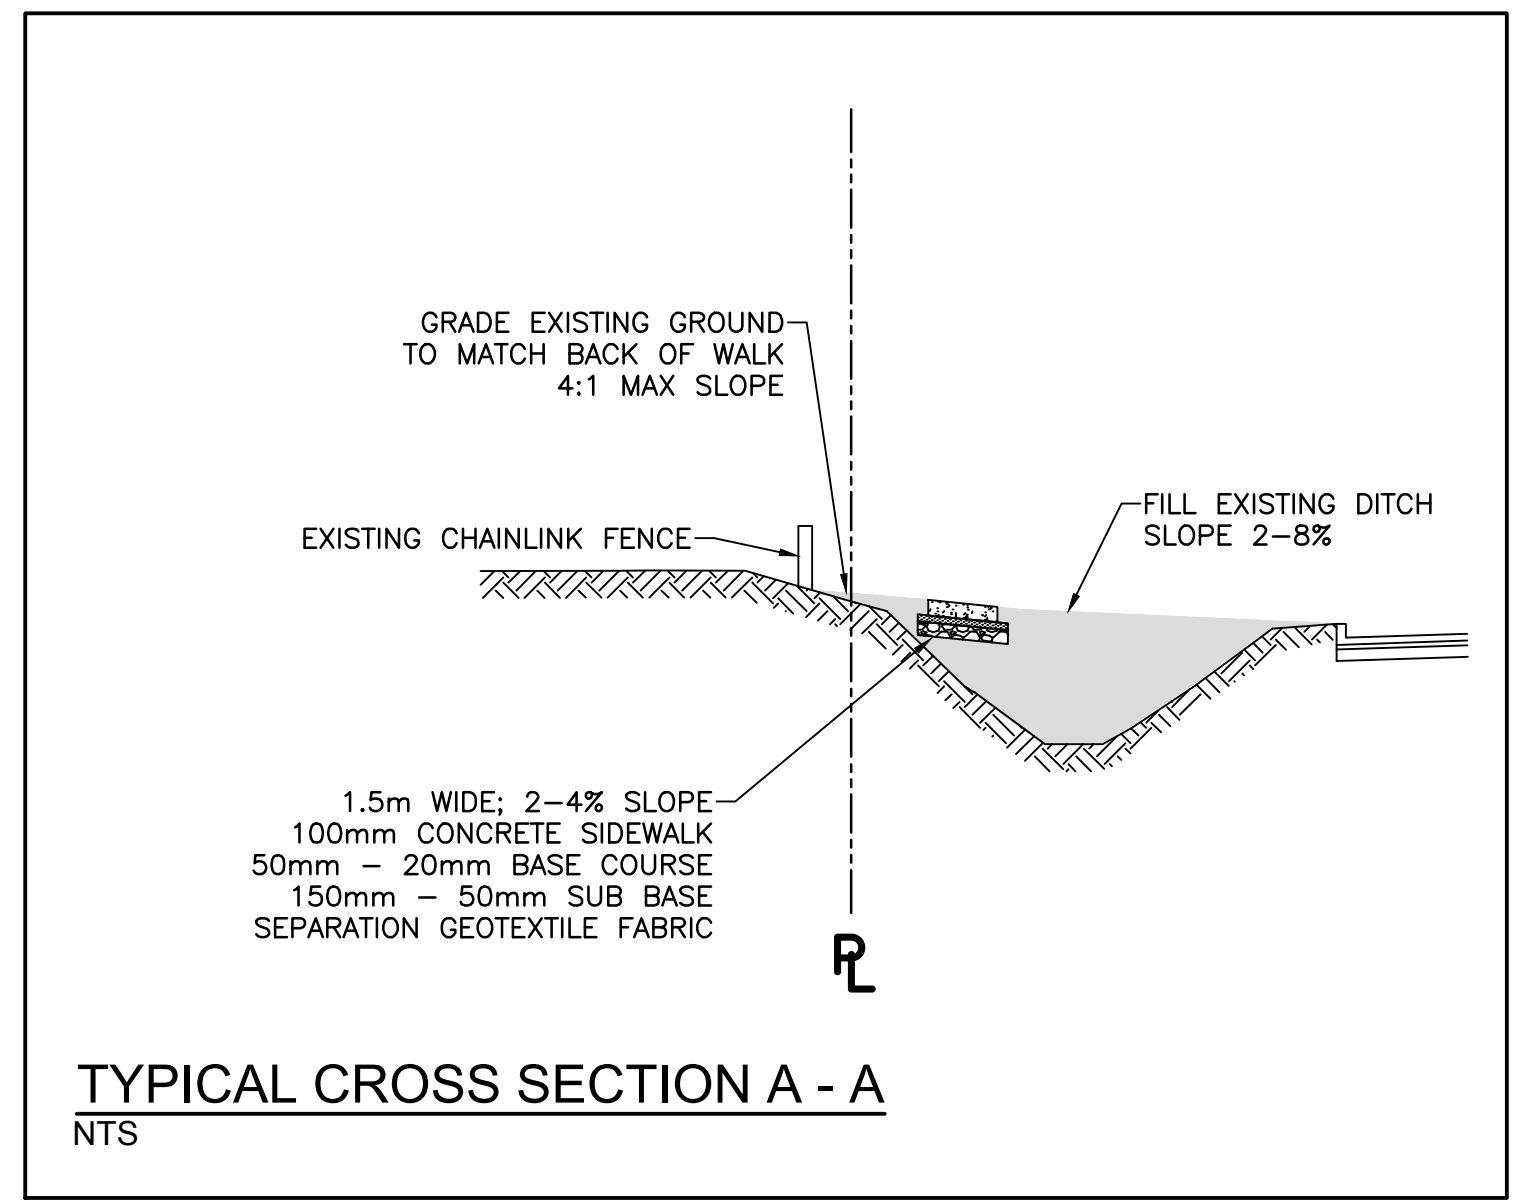 GRADE EXISTING GROUND
TO MATCH BACK OF WALK
4:1 MAX SLOPE
EXISTING CHAINLINK FENCE
FILL EXISTING DITCH
SLOPE 2-8%
1.5m WIDE; 2-4% SLOPE
100mm CONCRETE SIDEWALK
50mm - 20mm BASE COURSE
150mm - 50mm SUB BASE
SEPARATION GEOTEXTILE FABRIC
PL
TYPICAL CROSS SECTION A - A
NTS